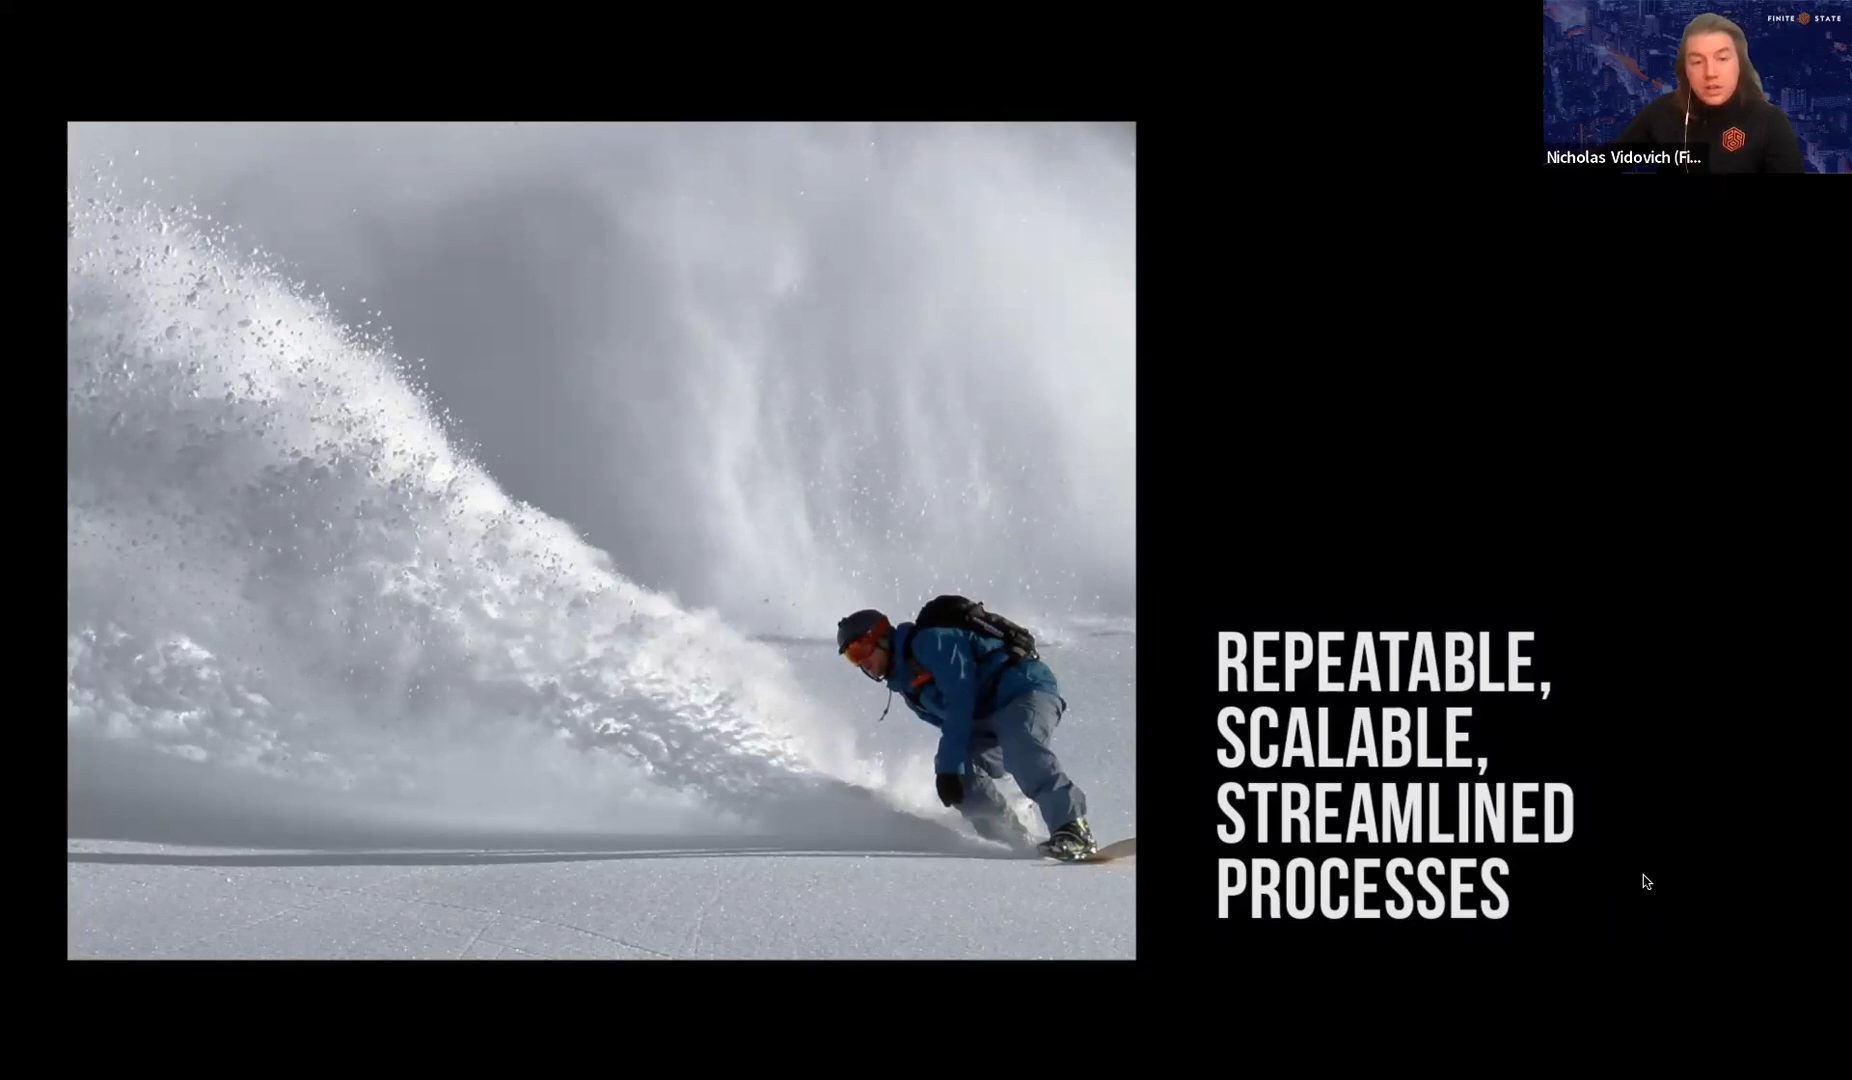 FINITE STATE
Nicholas Vidovich (Fi...
REPEATABLE,
SCALABLE,
STREAMLINED
PROCESSES